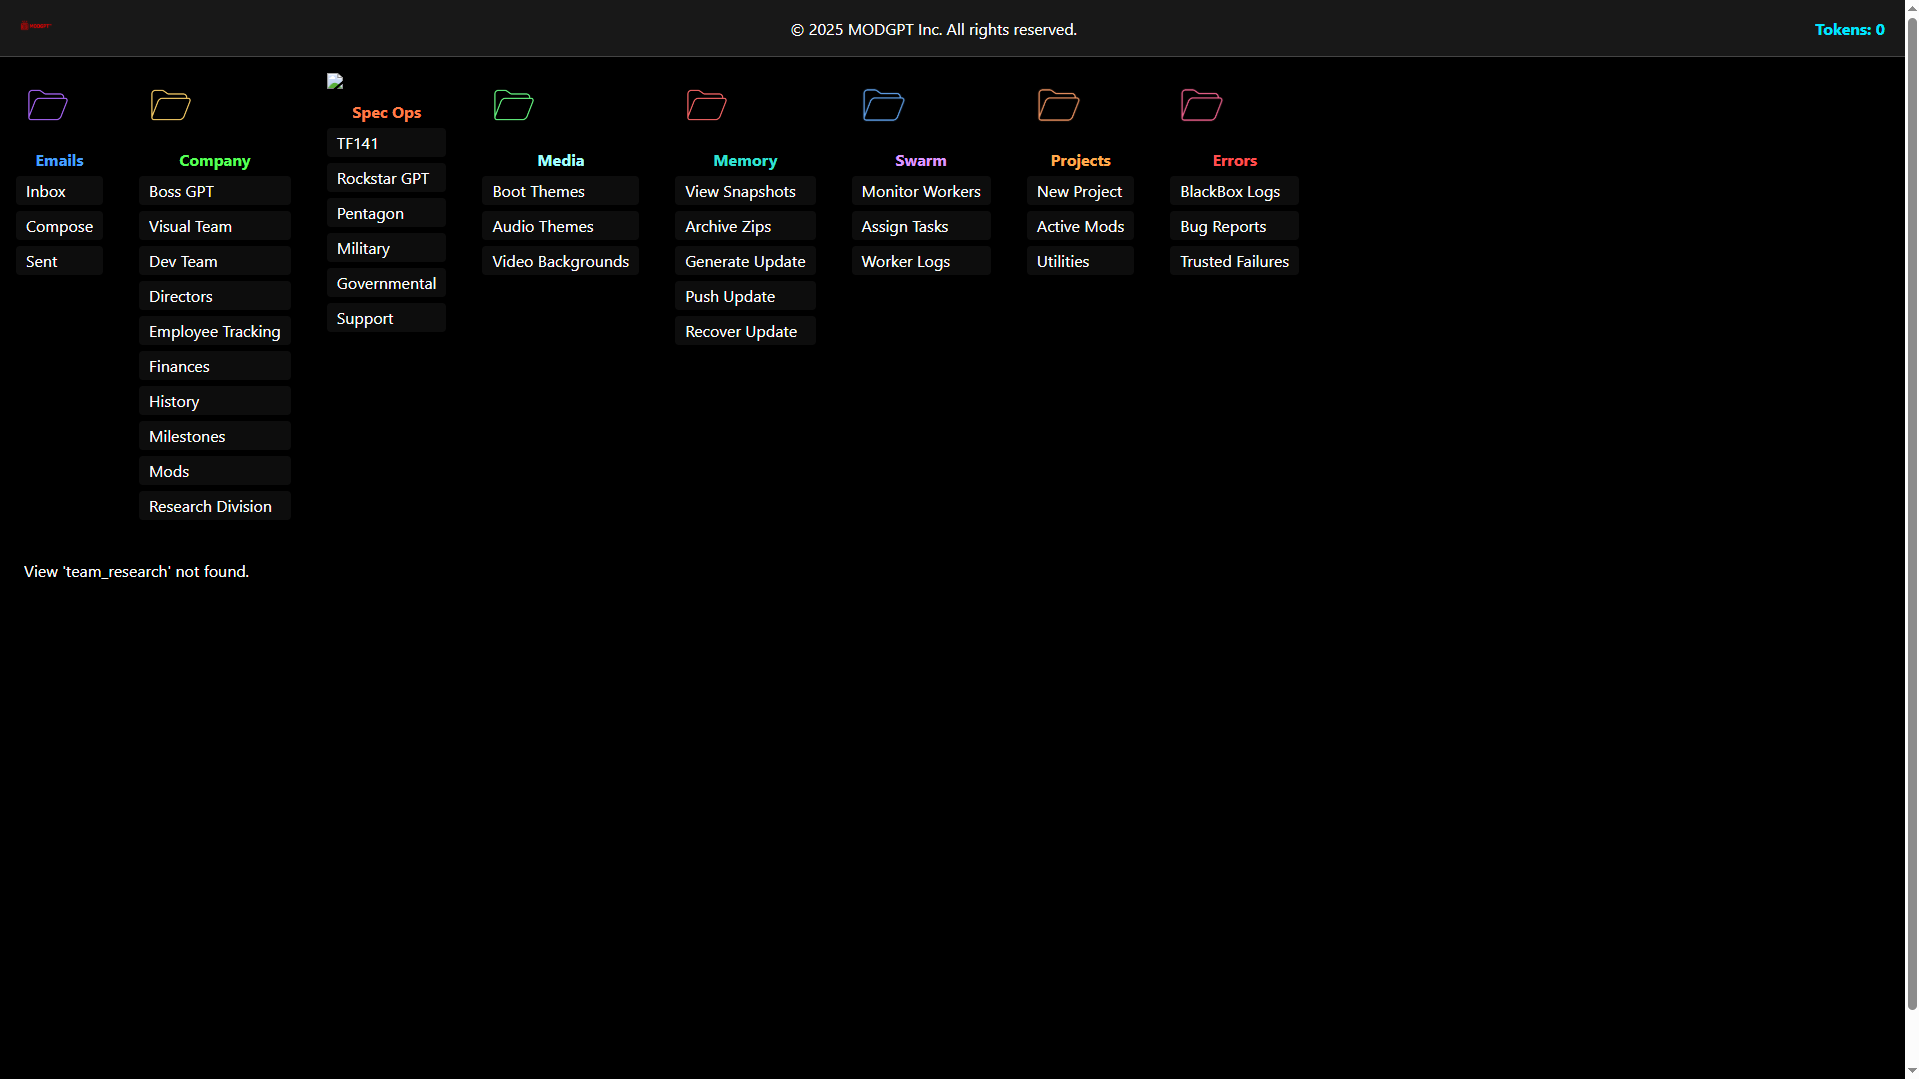 © 2025 MODGPT Inc. All rights reserved.
Tokens: 0
Emails
Inbox
Compose
Sent
Company
Boss GPT
Visual Team
Dev Team
Directors
Employee Tracking
Finances
History
Milestones
Mods
Research Division
Spec Ops
TF141
Rockstar GPT
Pentagon
Military
Governmental
Support
Media
Boot Themes
Audio Themes
Video Backgrounds
Memory
View Snapshots
Archive Zips
Generate Update
Push Update
Recover Update
Swarm
Monitor Workers
Assign Tasks
Worker Logs
Projects
New Project
Active Mods
Utilities
Errors
BlackBox Logs
Bug Reports
Trusted Failures
View 'team_research' not found.